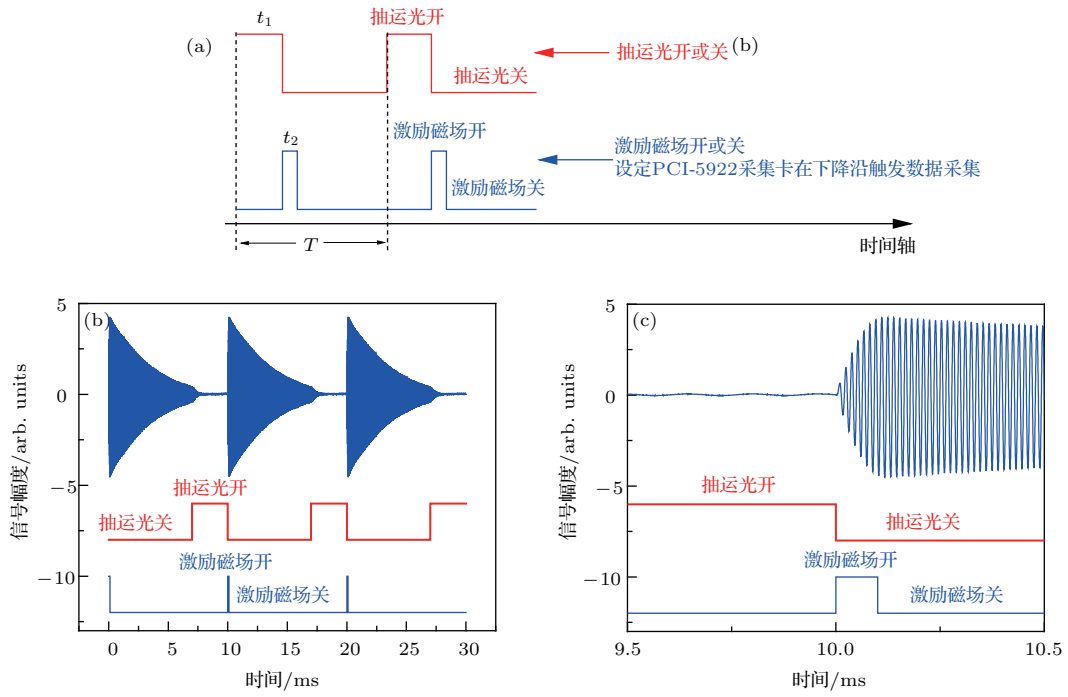 t₁
抽运光开
(a)
(b)
抽运光开或关
抽运光关
t₂
激励磁场开
激励磁场开或关
设定PCI-5922采集卡在下降沿触发数据采集
激励磁场关
T
时间轴
(b)
5
0
−5
−10
信号幅度/arb. units
抽运光开
抽运光关
激励磁场开
激励磁场关
0 5 10 15 20 25 30
时间/ms
(c)
5
0
−5
−10
信号幅度/arb. units
抽运光开
抽运光关
激励磁场开
激励磁场关
9.5 10.0 10.5
时间/ms